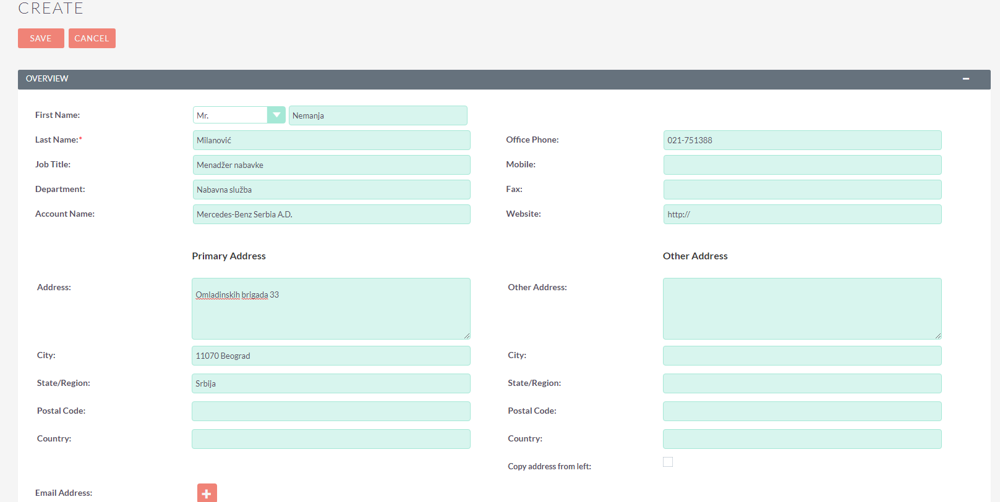 CREATE
SAVE CANCEL
OVERVIEW
First Name: Mr. Nemanja
Last Name:* Milanović Office Phone: 021-751388
Job Title: Menadžer nabavke Mobile:
Department: Nabavna služba Fax:
Account Name: Mercedes-Benz Serbia A.D. Website: http://
Primary Address Other Address
Address: Omladinskih brigada 33 Other Address:
City: 11070 Beograd City:
State/Region: Srbija State/Region:
Postal Code: Postal Code:
Country: Country:
Copy address from left:
Email Address: